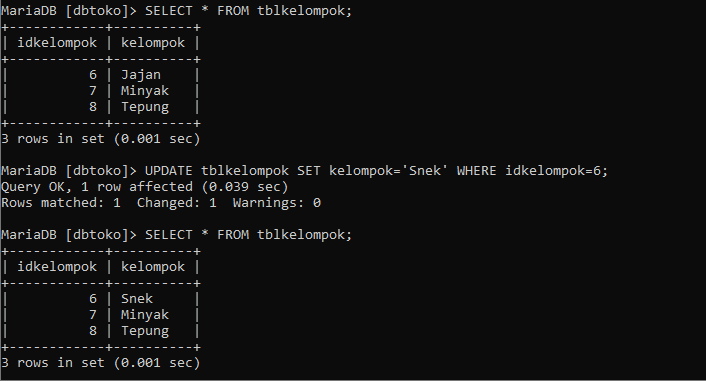 MariaDB [dbtoko]> SELECT * FROM tblkelompok;
+------------+----------+
| idkelompok | kelompok |
+------------+----------+
|          6 | Jajan    |
|          7 | Minyak   |
|          8 | Tepung   |
+------------+----------+
3 rows in set (0.001 sec)

MariaDB [dbtoko]> UPDATE tblkelompok SET kelompok='Snek' WHERE idkelompok=6;
Query OK, 1 row affected (0.039 sec)
Rows matched: 1  Changed: 1  Warnings: 0

MariaDB [dbtoko]> SELECT * FROM tblkelompok;
+------------+----------+
| idkelompok | kelompok |
+------------+----------+
|          6 | Snek     |
|          7 | Minyak   |
|          8 | Tepung   |
+------------+----------+
3 rows in set (0.001 sec)